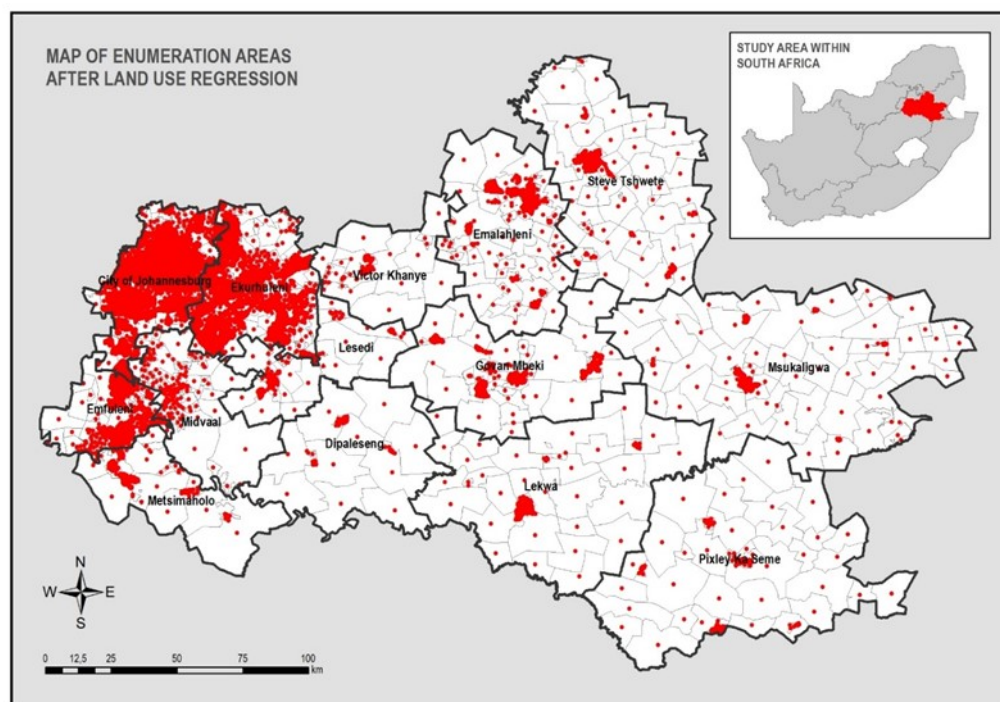 MAP OF ENUMERATION AREAS
AFTER LAND USE REGRESSION
STUDY AREA WITHIN
SOUTH AFRICA
Steve Tshwete
Emalahleni
City of Johannesburg
Ekurhuleni
Victor Khanye
Lesedi
Govan Mbeki
Msukaligwa
Emfuleni
Midvaal
Dipaleseng
Lekwa
Metsimaholo
Pixley Ka Seme
N
W E
S
0 12,5 25 50 75 100
km